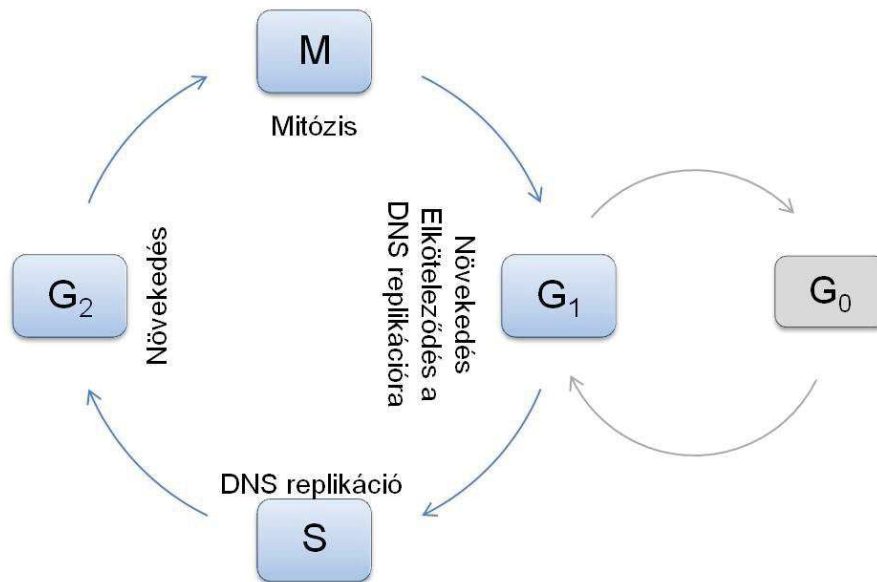 M
Mitózis
Növekedés
Elköteleződés a
DNS replikációra
G₁
G₀
G₂
Növekedés
DNS replikáció
S